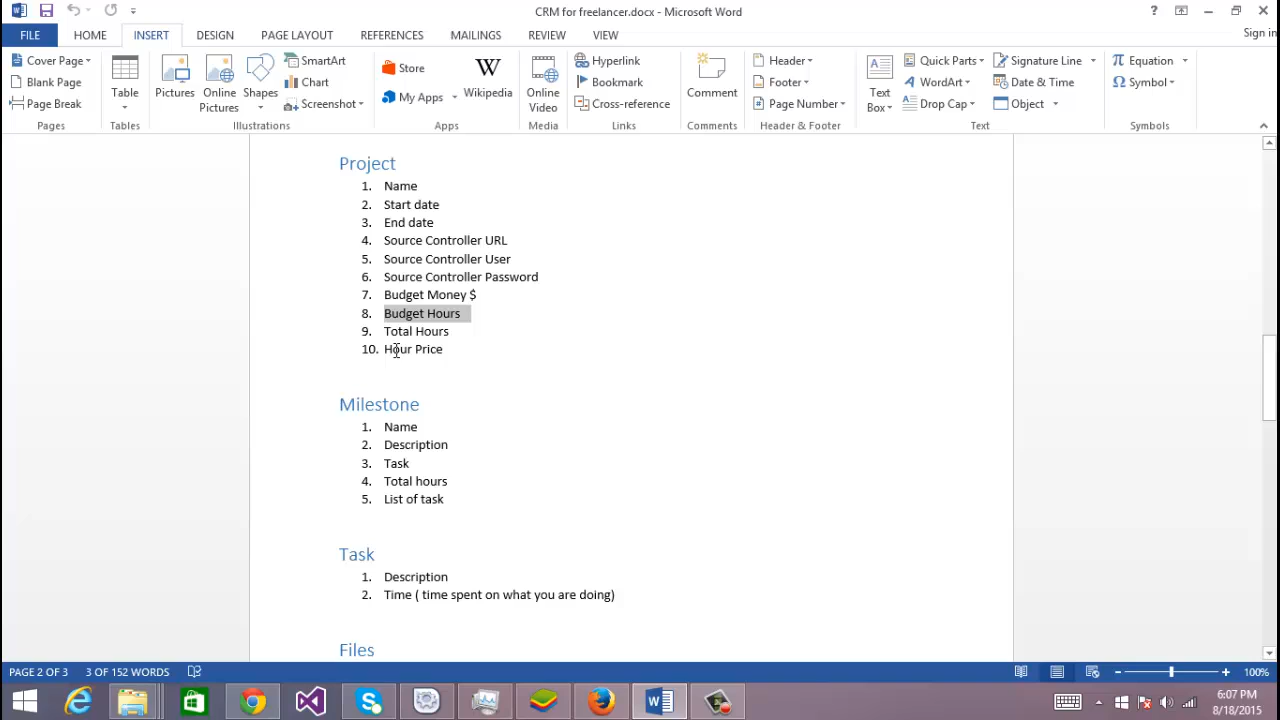 CRM for freelancer.docx - Microsoft Word
?
FILE HOME INSERT DESIGN PAGE LAYOUT REFERENCES MAILINGS REVIEW VIEW Sign in
Cover Page
Blank Page
Page Break
Pages
Table
Tables
Pictures
Online Pictures
Shapes
SmartArt
Chart
Screenshot
Illustrations
Store
My Apps
W
Wikipedia
Apps
Online Video
Media
Hyperlink
Bookmark
Cross-reference
Links
Comment
Comments
Header
Footer
Page Number
Header & Footer
Text Box
Quick Parts
WordArt
Drop Cap
Signature Line
Date & Time
Object
Text
π Equation
Ω Symbol
Symbols
Project
1. Name
2. Start date
3. End date
4. Source Controller URL
5. Source Controller User
6. Source Controller Password
7. Budget Money $
8. Budget Hours
9. Total Hours
10. Hour Price
Milestone
1. Name
2. Description
3. Task
4. Total hours
5. List of task
Task
1. Description
2. Time ( time spent on what you are doing)
Files
PAGE 2 OF 3 3 OF 152 WORDS 100%
6:07 PM
8/18/2015